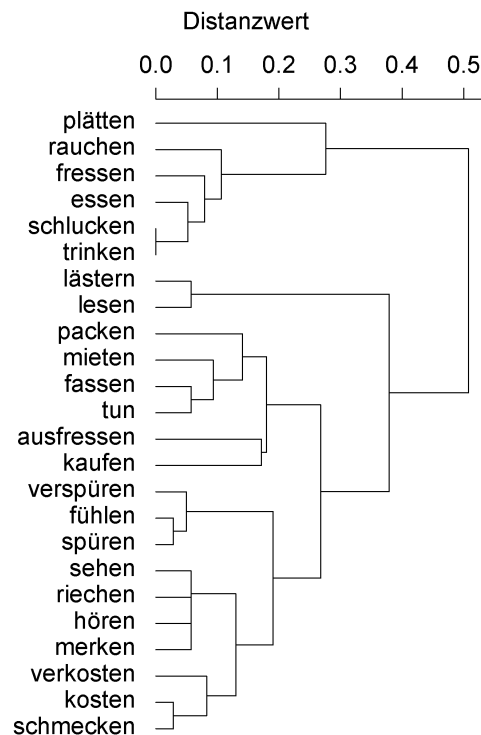 Distanzwert
0.0 0.1 0.2 0.3 0.4 0.5
plätten
rauchen
fressen
essen
schlucken
trinken
lästern
lesen
packen
mieten
fassen
tun
ausfressen
kaufen
verspüren
fühlen
spüren
sehen
riechen
hören
merken
verkosten
kosten
schmecken